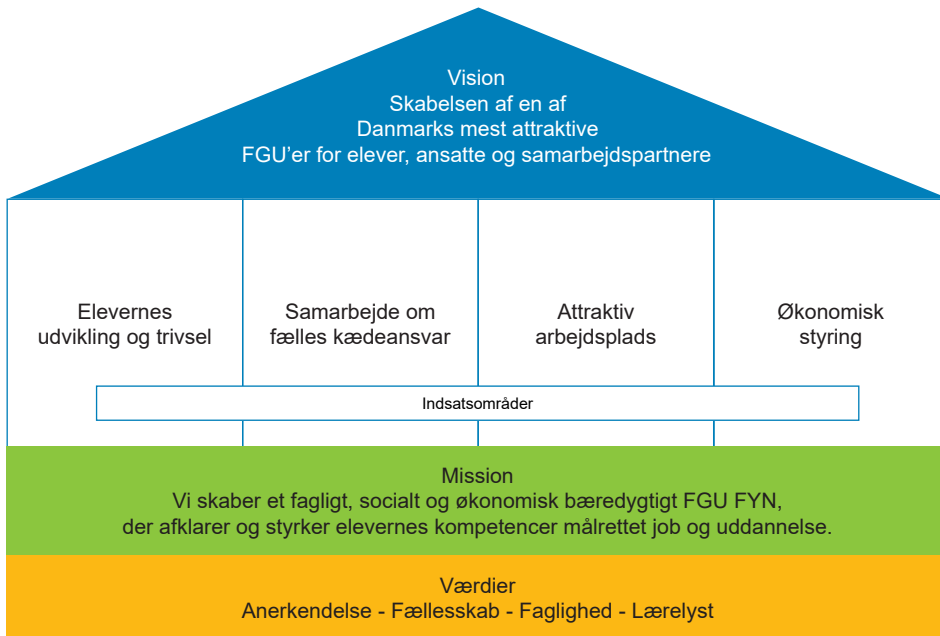 Vision
Skabelsen af en af
Danmarks mest attraktive
FGU’er for elever, ansatte og samarbejdspartnere
Elevernes
udvikling og trivsel
Samarbejde om
fælles kædeansvar
Attraktiv
arbejdsplads
Økonomisk
styring
Indsatsområder
Mission
Vi skaber et fagligt, socialt og økonomisk bæredygtigt FGU FYN,
der afklarer og styrker elevernes kompetencer målrettet job og uddannelse.
Værdier
Anerkendelse - Fællesskab - Faglighed - Lærelyst